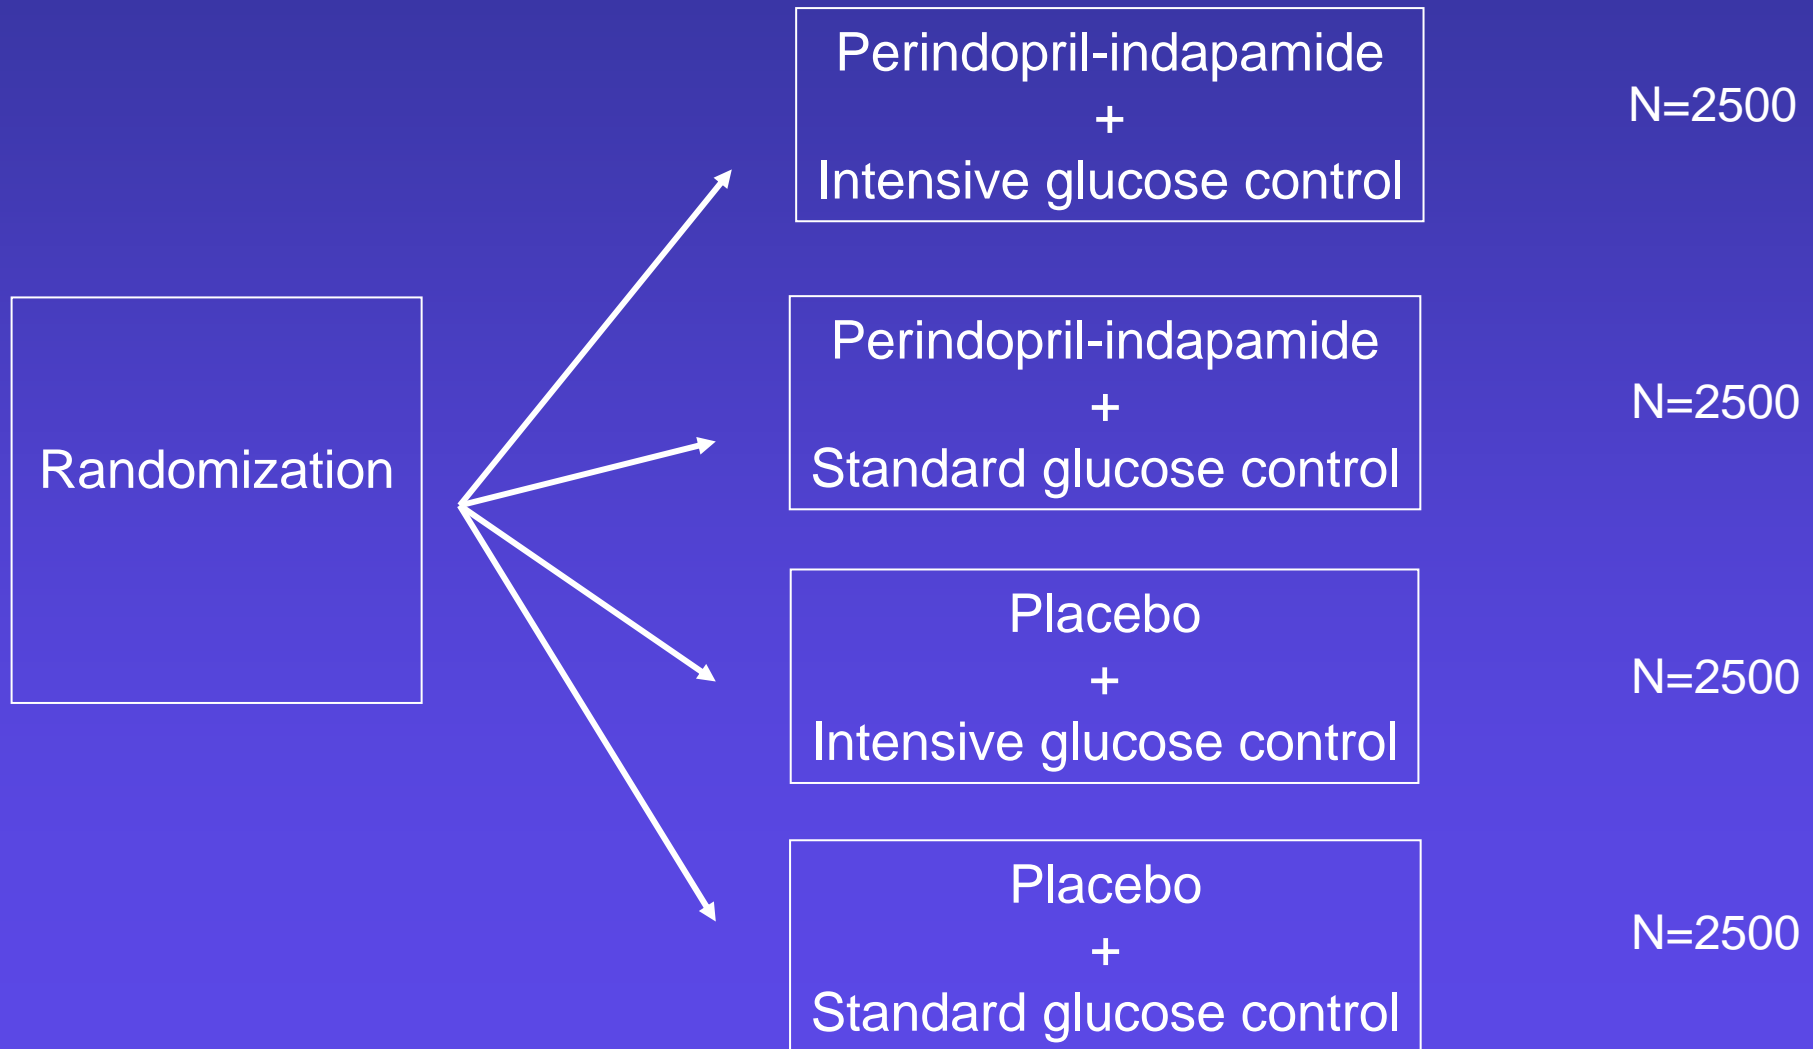 Perindopril-indapamide
+
Intensive glucose control
N=2500
Randomization
Perindopril-indapamide
+
Standard glucose control
N=2500
Placebo
+
Intensive glucose control
N=2500
Placebo
+
Standard glucose control
N=2500